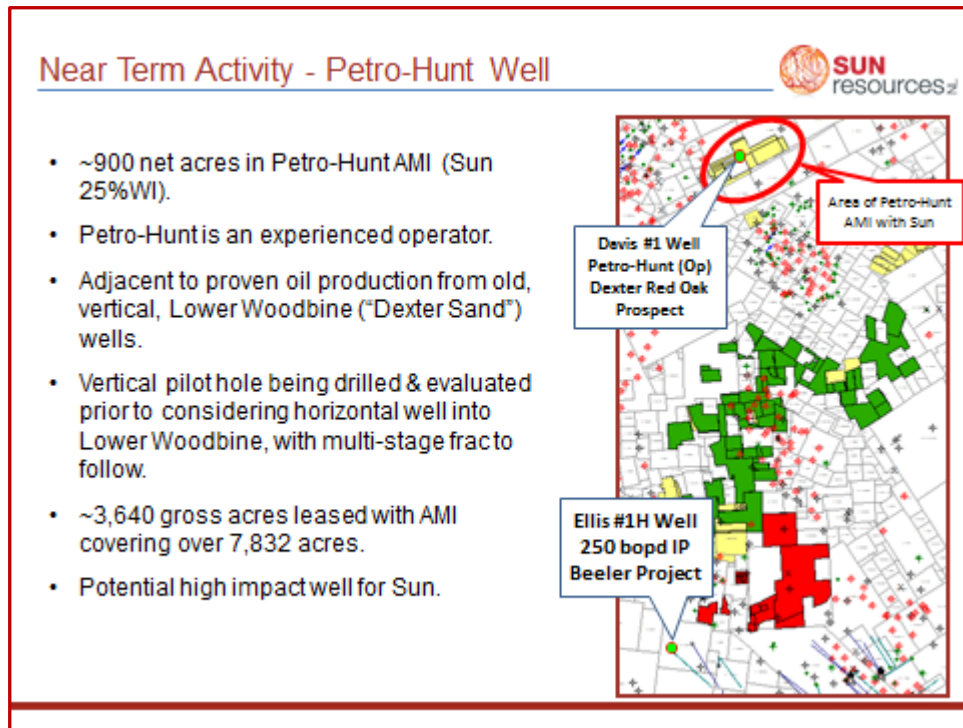 Near Term Activity - Petro-Hunt Well
SUN
resources NL
• ~900 net acres in Petro-Hunt AMI (Sun
25%WI).
• Petro-Hunt is an experienced operator.
• Adjacent to proven oil production from old,
vertical, Lower Woodbine (“Dexter Sand”)
wells.
• Vertical pilot hole being drilled & evaluated
prior to considering horizontal well into
Lower Woodbine, with multi-stage frac to
follow.
• ~3,640 gross acres leased with AMI
covering over 7,832 acres.
• Potential high impact well for Sun.
Area of Petro-Hunt
AMI with Sun
Davis #1 Well
Petro-Hunt (Op)
Dexter Red Oak
Prospect
Ellis #1H Well
250 bopd IP
Beeler Project